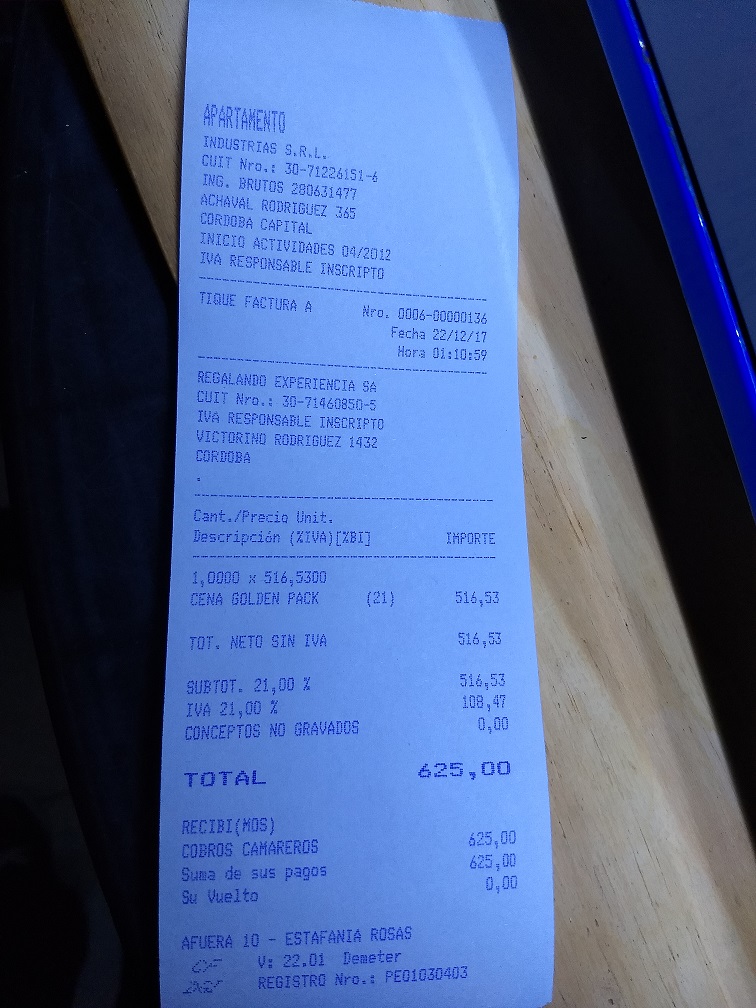 APARTAMENTO
INDUSTRIAS S.R.L.
CUIT Nro.: 30-71226151-6
ING. BRUTOS 280631477
ACHAVAL RODRIGUEZ 365
CORDOBA CAPITAL
INICIO ACTIVIDADES 04/2012
IVA RESPONSABLE INSCRIPTO
TIQUE FACTURA A Nro. 0006-00000136
Fecha 22/12/17
Hora 01:10:59
REGALANDO EXPERIENCIA SA
CUIT Nro.: 30-71460850-5
IVA RESPONSABLE INSCRIPTO
VICTORINO RODRIGUEZ 1432
CORDOBA
.
Cant./Precio Unit.
Descripción (%IVA)[%BI] IMPORTE
1,0000 x 516,5300
CENA GOLDEN PACK (21) 516,53
TOT. NETO SIN IVA 516,53
SUBTOT. 21,00 % 516,53
IVA 21,00 % 108,47
CONCEPTOS NO GRAVADOS 0,00
TOTAL 625,00
RECIBI(MOS)
COBROS CAMAREROS 625,00
Suma de sus pagos 625,00
Su Vuelto 0,00
AFUERA 10 - ESTAFANIA ROSAS
CF V: 22.01 Demeter
REGISTRO Nro.: PEO1030403